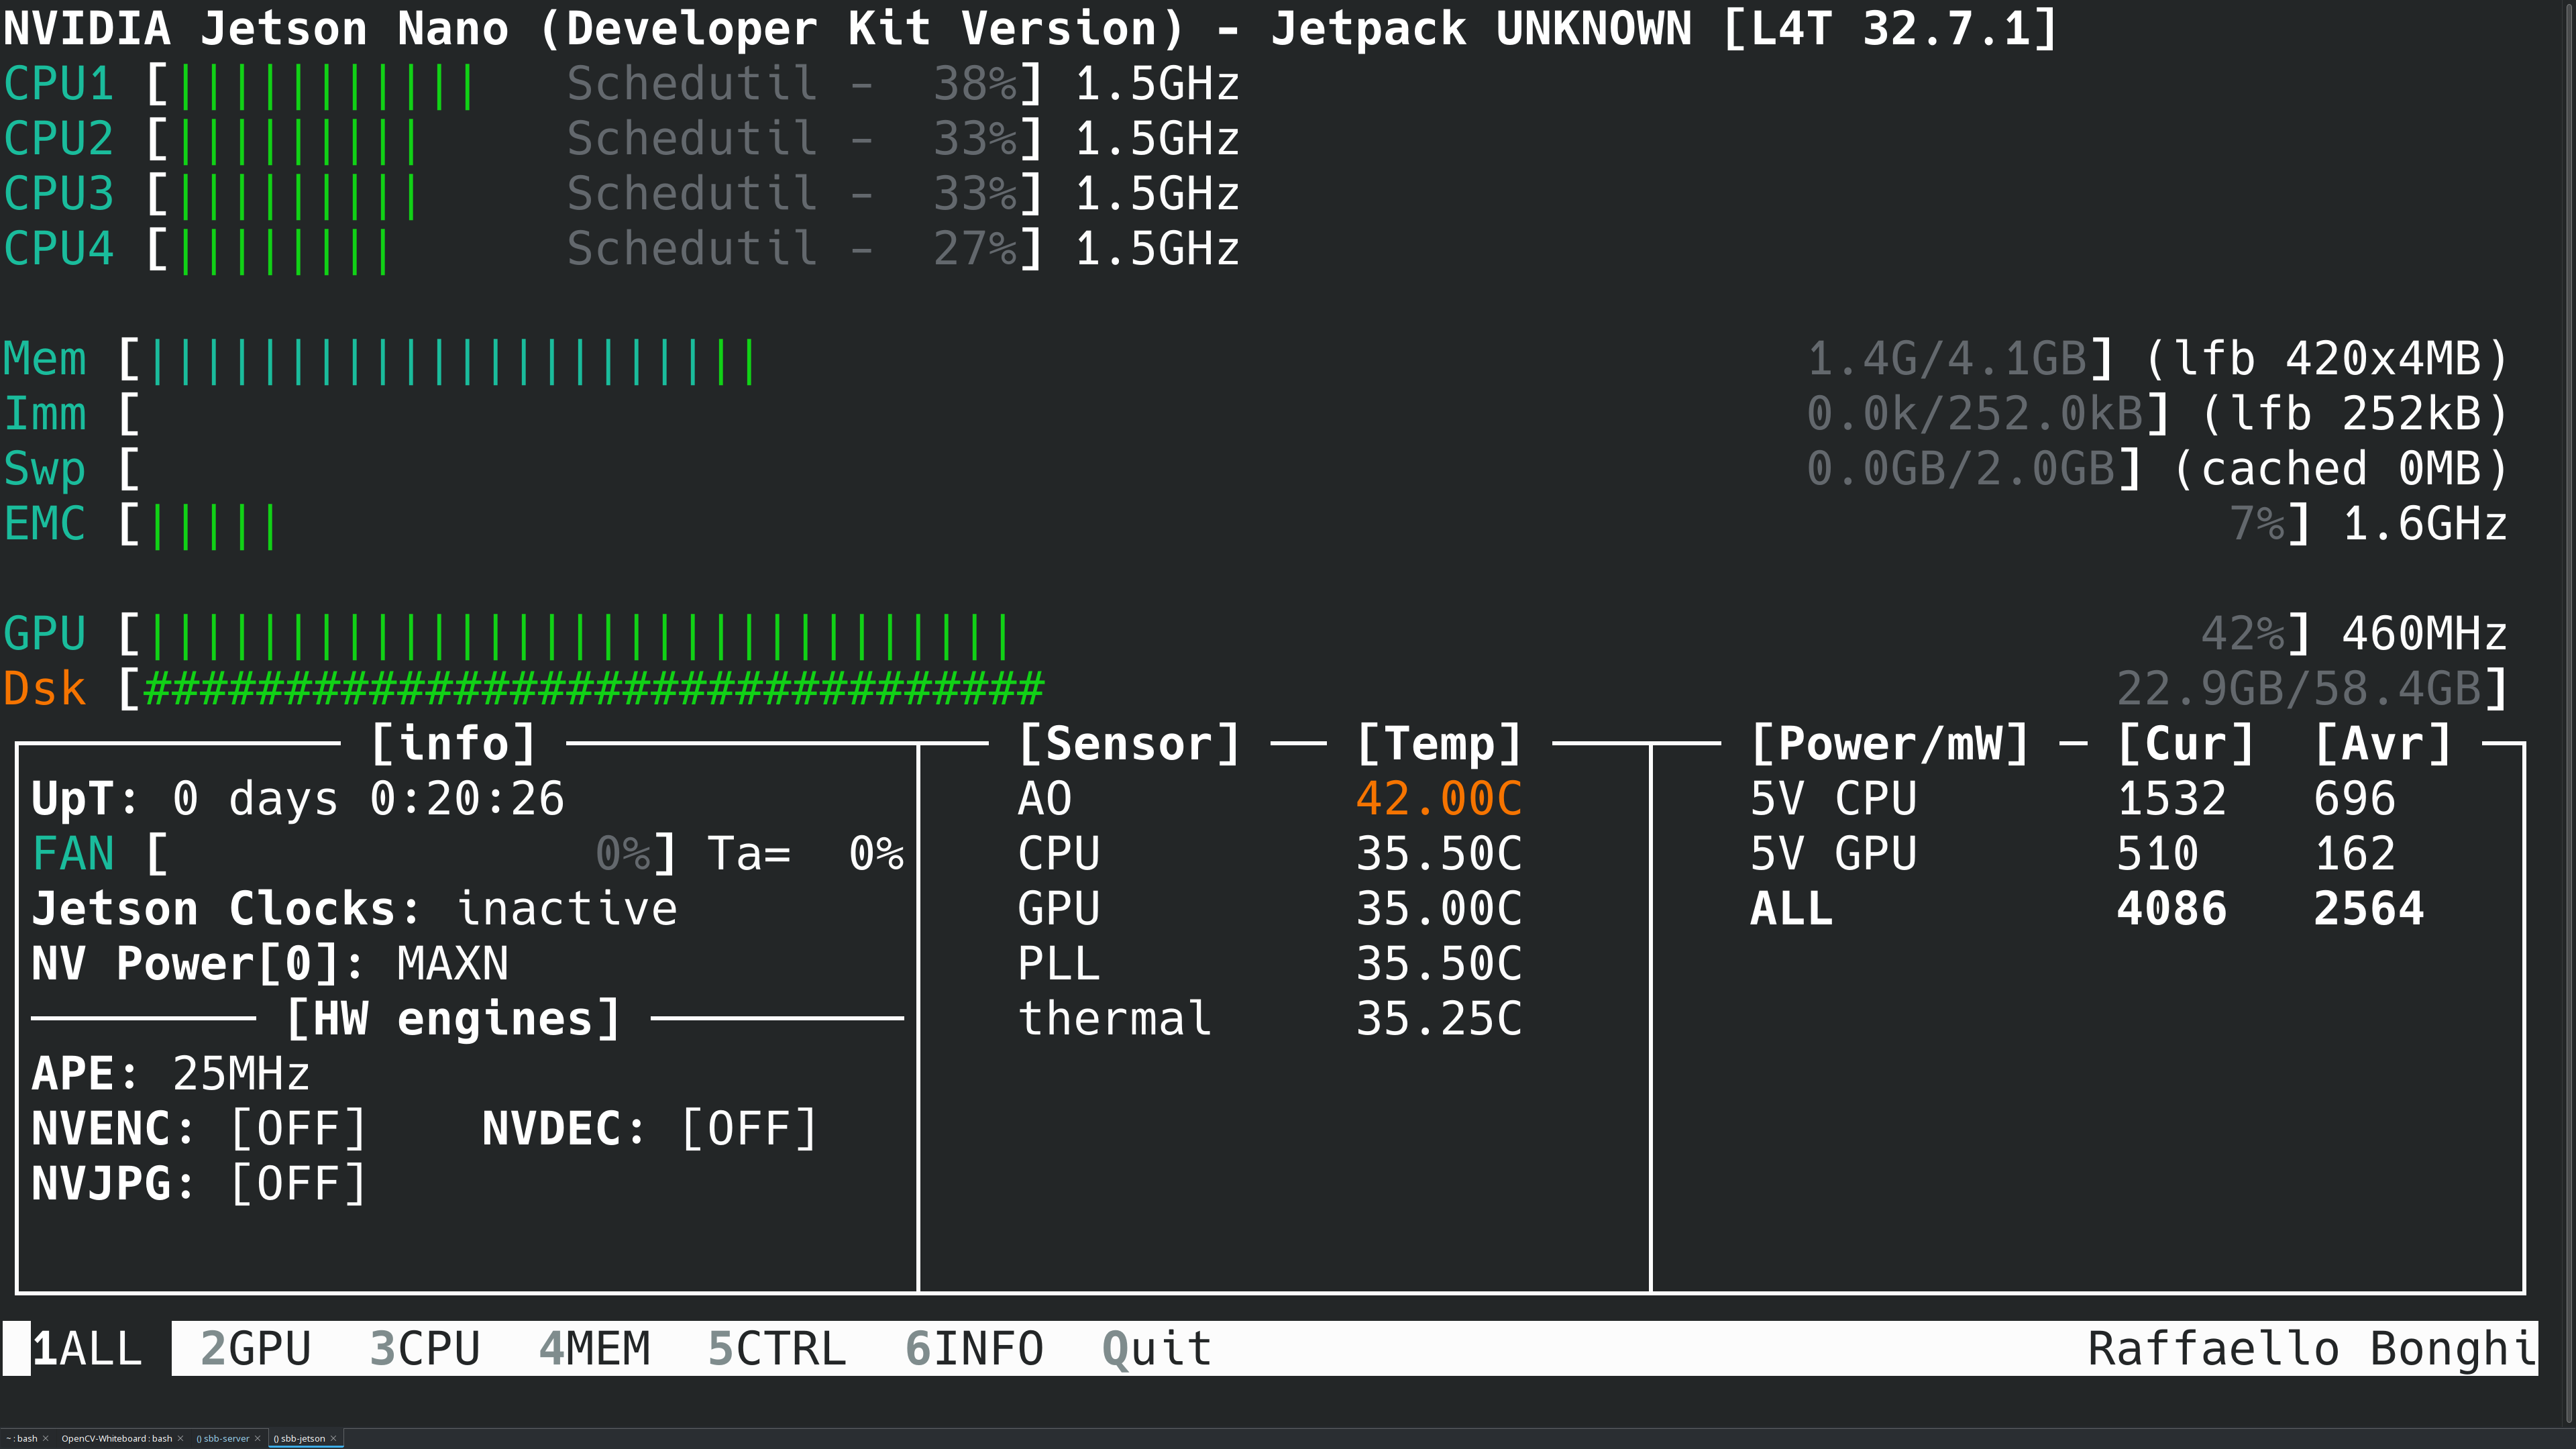 NVIDIA Jetson Nano (Developer Kit Version) - Jetpack UNKNOWN [L4T 32.7.1]
CPU1 [||||||||||| Schedutil - 38%] 1.5GHz
CPU2 [||||||||| Schedutil - 33%] 1.5GHz
CPU3 [||||||||| Schedutil - 33%] 1.5GHz
CPU4 [|||||||| Schedutil - 27%] 1.5GHz
Mem [|||||||||||||||||||||| 1.4G/4.1GB] (lfb 420x4MB)
Imm [ 0.0k/252.0kB] (lfb 252kB)
Swp [ 0.0GB/2.0GB] (cached 0MB)
EMC [||||| 7%] 1.6GHz
GPU [||||||||||||||||||||||||||||||| 42%] 460MHz
Dsk [################################ 22.9GB/58.4GB]
[info] [Sensor] [Temp] [Power/mW] [Cur] [Avr]
UpT: 0 days 0:20:26 AO 42.00C 5V CPU 1532 696
FAN [ 0%] Ta= 0% CPU 35.50C 5V GPU 510 162
Jetson Clocks: inactive GPU 35.00C ALL 4086 2564
NV Power[0]: MAXN PLL 35.50C
[HW engines] thermal 35.25C
APE: 25MHz
NVENC: [OFF] NVDEC: [OFF]
NVJPG: [OFF]
1ALL 2GPU 3CPU 4MEM 5CTRL 6INFO Quit Raffaello Bonghi
~ : bash × OpenCV-Whiteboard : bash × () sbb-server × () sbb-jetson ×